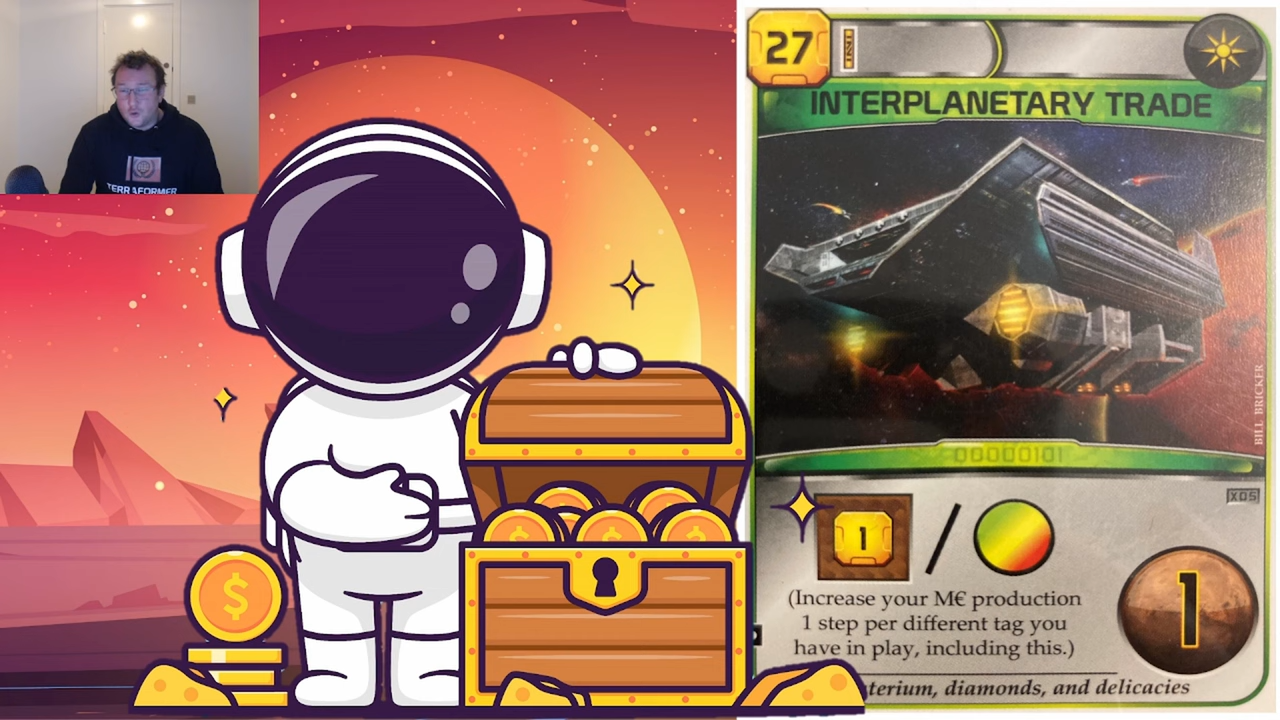 27
INTERPLANETARY TRADE
BILL BRICKER
00000101
X05
1 /
(Increase your M€ production
1 step per different tag you
have in play, including this.)
1
diamonds, and delicacies
TERRAFORMER
$
$ $ $